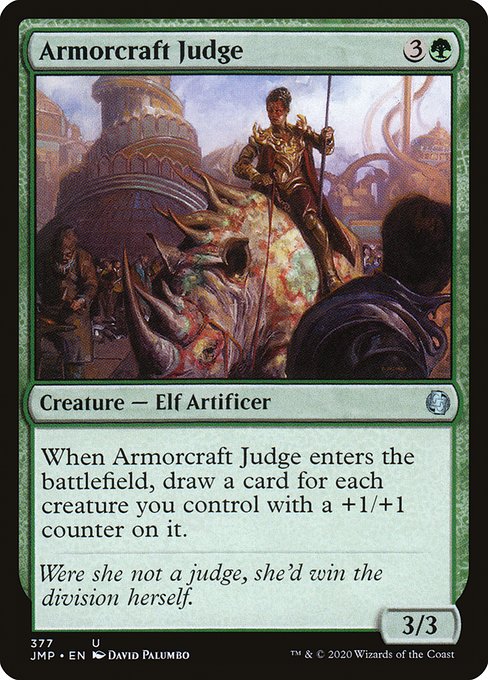 Armorcraft Judge 3
Creature — Elf Artificer
When Armorcraft Judge enters the
battlefield, draw a card for each
creature you control with a +1/+1
counter on it.
Were she not a judge, she’d win the
division herself.
3/3
377 U
JMP • EN DAVID PALUMBO
™ & © 2020 Wizards of the Coast